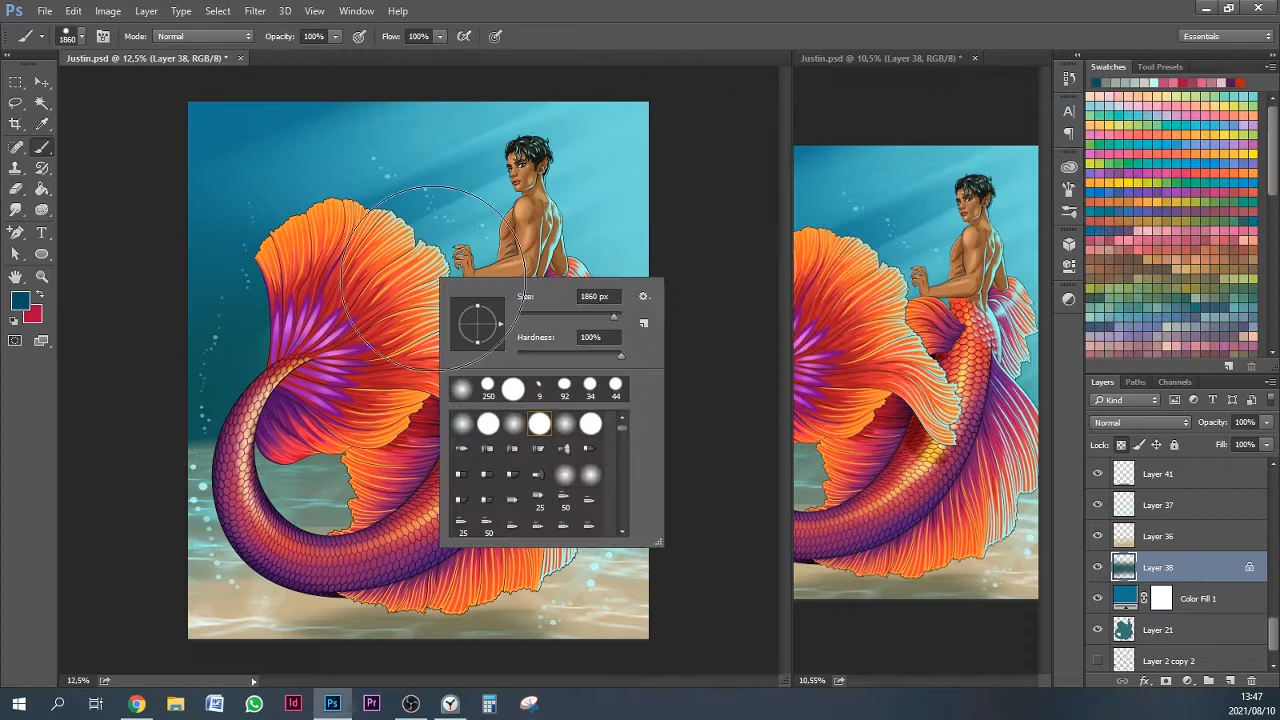 Ps File Edit Image Layer Type Select Filter 3D View Window Help
1860 Mode: Normal Opacity: 100% Flow: 100% Essentials
Justin.psd @ 12,5% (Layer 38, RGB/8) * × Justin.psd @ 10,5% (Layer 38, RGB/8) * ×
Swatches Tool Presets
Size: 1860 px
Hardness: 100%
250 9 92 34 44
25 50
25 50
Layers Paths Channels
Kind
Normal Opacity: 100%
Lock: Fill: 100%
Layer 41
Layer 37
Layer 36
Layer 38
Color Fill 1
Layer 21
Layer 2 copy 2
12,5% 10,55%
Id Ps Pr
13:47
2021/08/10